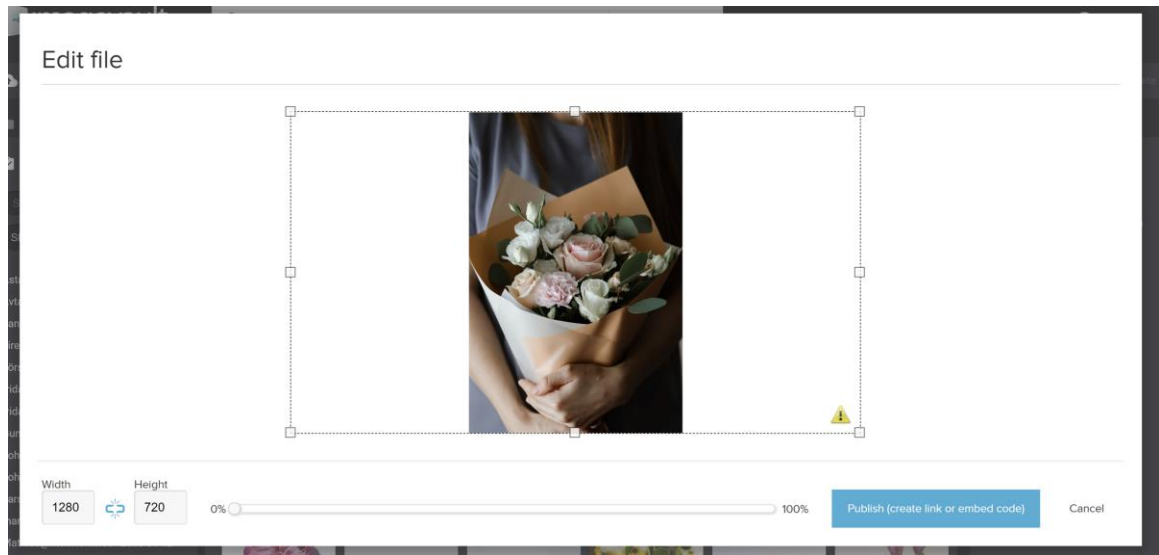 Edit file
Width
Height
1280
720
0%
100%
Publish (create link or embed code)
Cancel